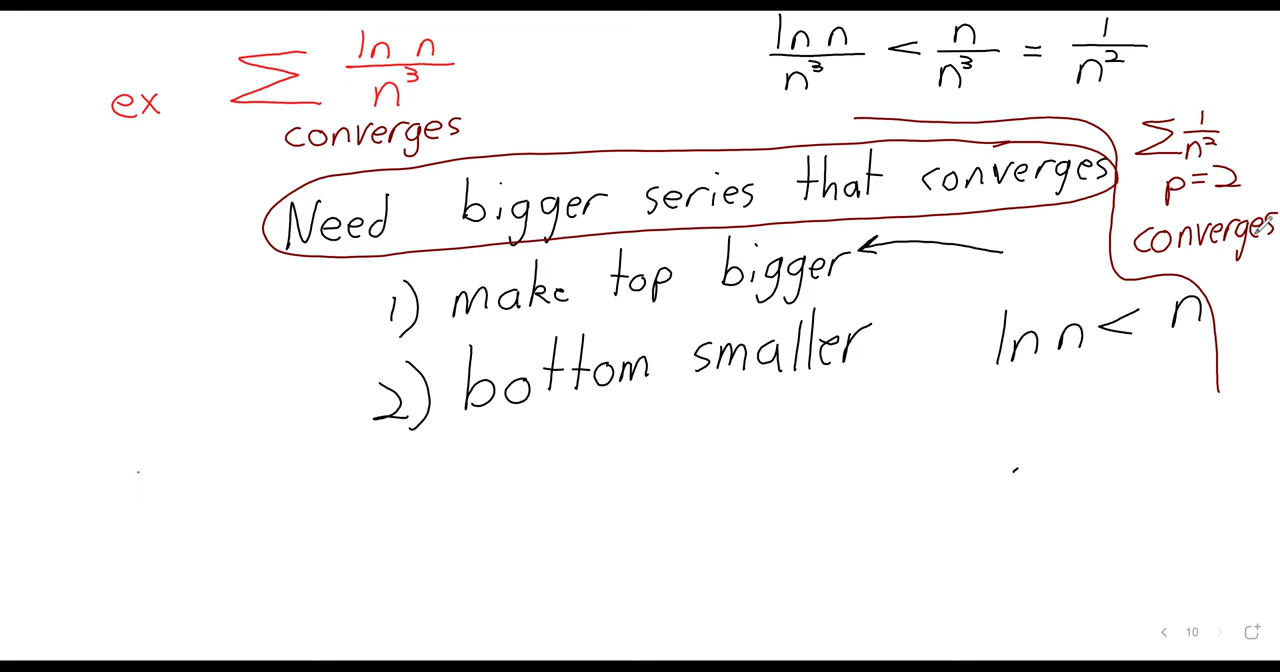 ex ∑ ln n / n³
converges
ln n / n³ < n / n³ = 1 / n²
∑ 1 / n²
p = 2
converges
Need bigger series that converges
1) make top bigger
2) bottom smaller
ln n < n
10